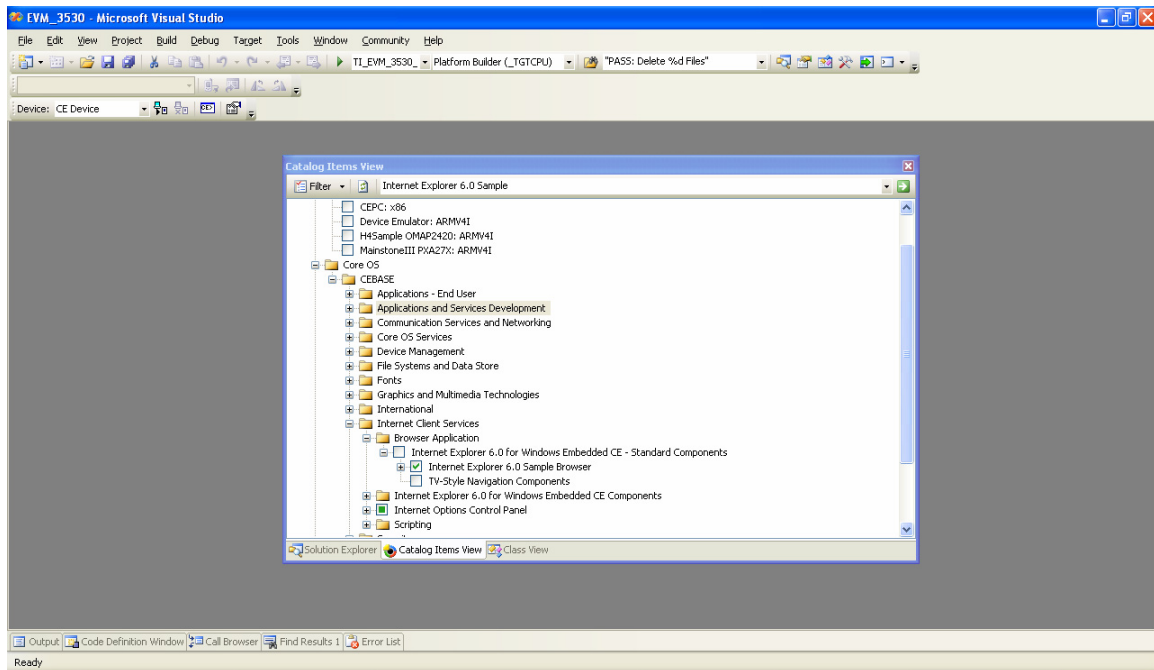 EVM_3530 - Microsoft Visual Studio
File Edit View Project Build Debug Target Tools Window Community Help
TI_EVM_3530_ Platform Builder (_TGTCPU) "PASS: Delete %d Files"
Device: CE Device
Catalog Items View
Filter Internet Explorer 6.0 Sample
CEPC: x86
Device Emulator: ARMV4I
H4Sample OMAP2420: ARMV4I
MainstoneIII PXA27X: ARMV4I
Core OS
CEBASE
Applications - End User
Applications and Services Development
Communication Services and Networking
Core OS Services
Device Management
File Systems and Data Store
Fonts
Graphics and Multimedia Technologies
International
Internet Client Services
Browser Application
Internet Explorer 6.0 for Windows Embedded CE - Standard Components
Internet Explorer 6.0 Sample Browser
TV-Style Navigation Components
Internet Explorer 6.0 for Windows Embedded CE Components
Internet Options Control Panel
Scripting
Solution Explorer Catalog Items View Class View
Output Code Definition Window Call Browser Find Results 1 Error List
Ready